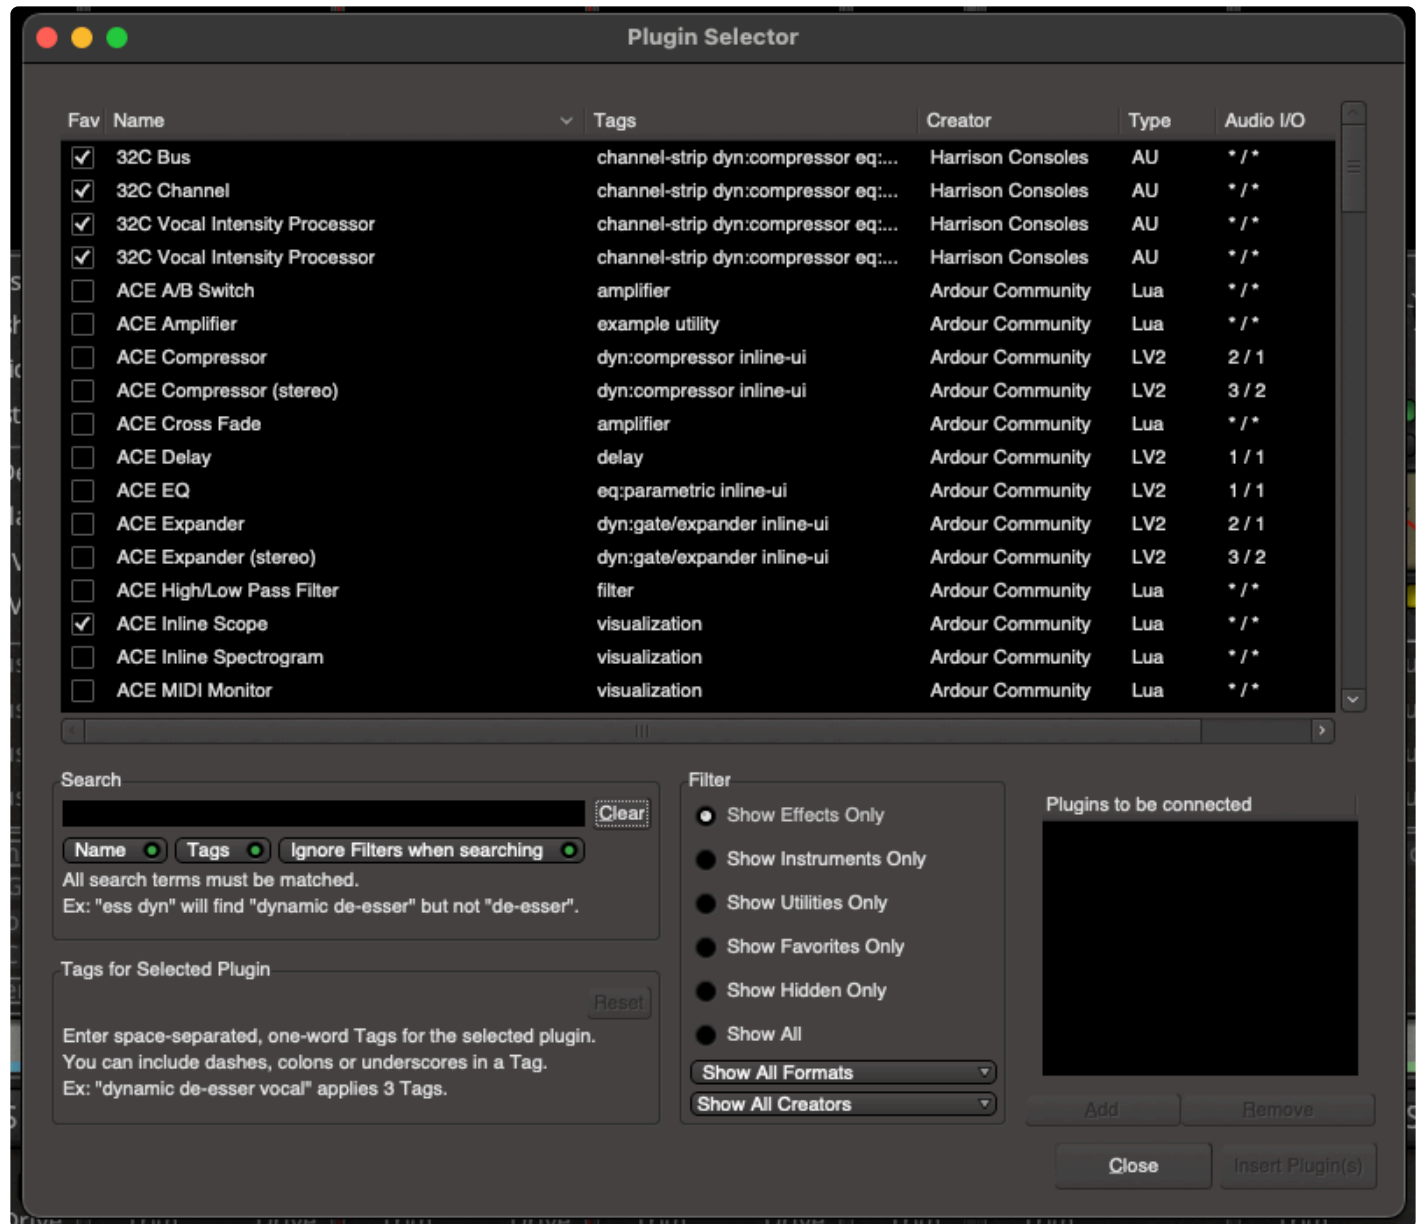 Plugin Selector
Fav Name Tags Creator Type Audio I/O
32C Bus channel-strip dyn:compressor eq:... Harrison Consoles AU * / *
32C Channel channel-strip dyn:compressor eq:... Harrison Consoles AU * / *
32C Vocal Intensity Processor channel-strip dyn:compressor eq:... Harrison Consoles AU * / *
32C Vocal Intensity Processor channel-strip dyn:compressor eq:... Harrison Consoles AU * / *
ACE A/B Switch amplifier Ardour Community Lua * / *
ACE Amplifier example utility Ardour Community Lua * / *
ACE Compressor dyn:compressor inline-ui Ardour Community LV2 2 / 1
ACE Compressor (stereo) dyn:compressor inline-ui Ardour Community LV2 3 / 2
ACE Cross Fade amplifier Ardour Community Lua * / *
ACE Delay delay Ardour Community LV2 1 / 1
ACE EQ eq:parametric inline-ui Ardour Community LV2 1 / 1
ACE Expander dyn:gate/expander inline-ui Ardour Community LV2 2 / 1
ACE Expander (stereo) dyn:gate/expander inline-ui Ardour Community LV2 3 / 2
ACE High/Low Pass Filter filter Ardour Community Lua * / *
ACE Inline Scope visualization Ardour Community Lua * / *
ACE Inline Spectrogram visualization Ardour Community Lua * / *
ACE MIDI Monitor visualization Ardour Community Lua * / *
Search
Clear
Name Tags Ignore Filters when searching
All search terms must be matched.
Ex: "ess dyn" will find "dynamic de-esser" but not "de-esser".
Tags for Selected Plugin
Reset
Enter space-separated, one-word Tags for the selected plugin.
You can include dashes, colons or underscores in a Tag.
Ex: "dynamic de-esser vocal" applies 3 Tags.
Filter
Show Effects Only
Show Instruments Only
Show Utilities Only
Show Favorites Only
Show Hidden Only
Show All
Show All Formats
Show All Creators
Plugins to be connected
Add Remove
Close Insert Plugin(s)